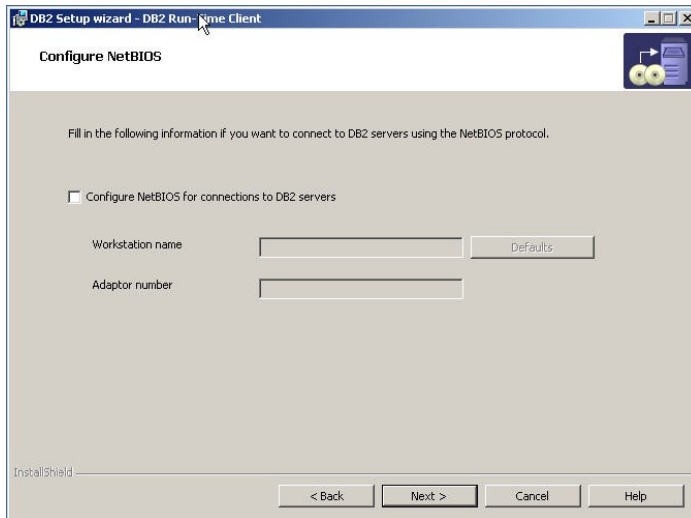 DB2 Setup wizard - DB2 Run-Time Client
Configure NetBIOS
Fill in the following information if you want to connect to DB2 servers using the NetBIOS protocol.
Configure NetBIOS for connections to DB2 servers
Workstation name
Defaults
Adaptor number
InstallShield
< Back
Next >
Cancel
Help